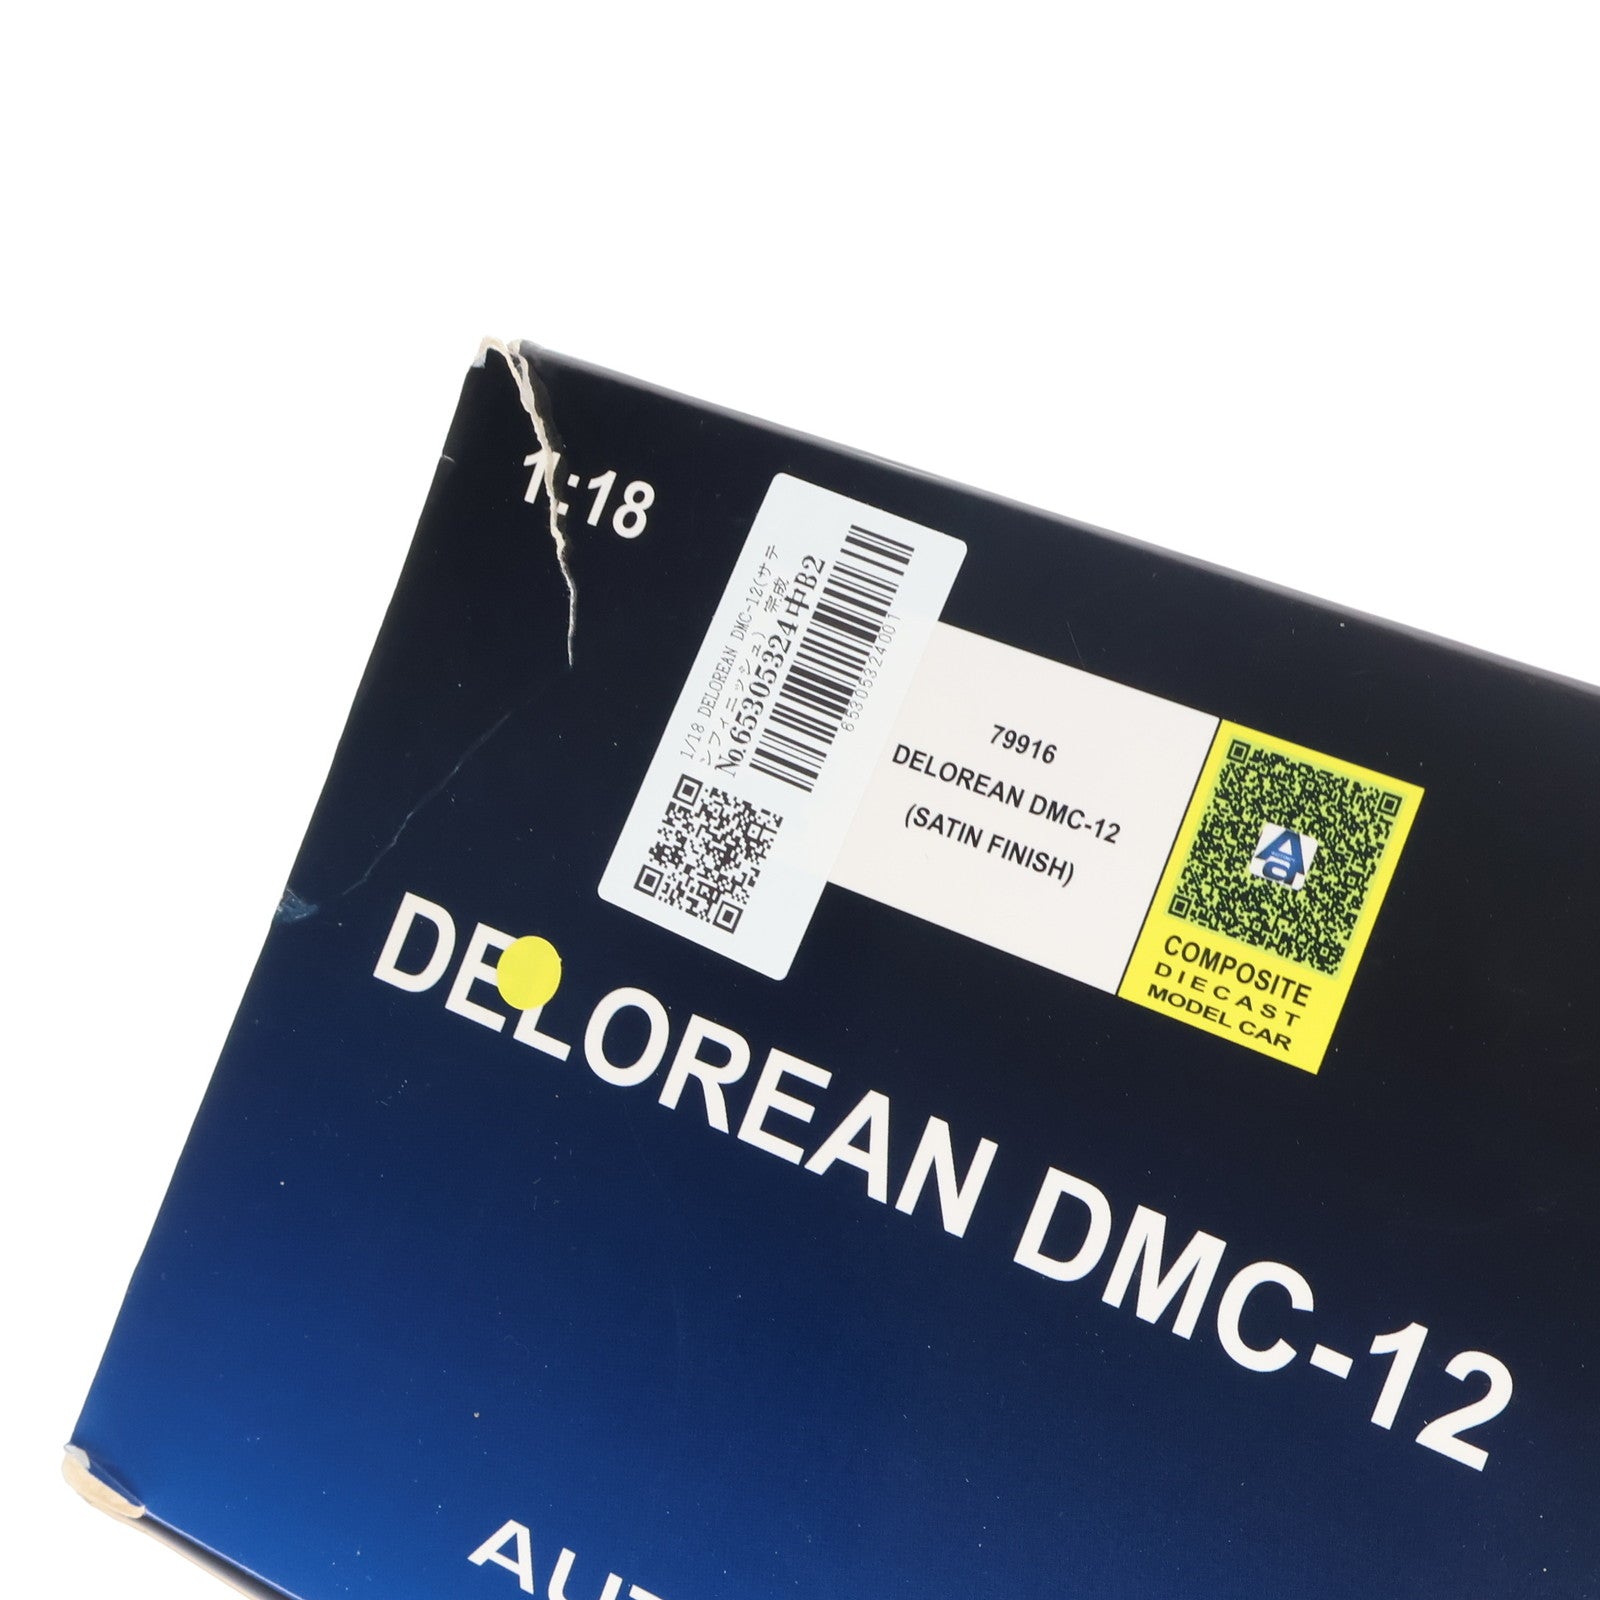 1:18
1/18 DELOREAN DMC-12(サテ
ンフィニッシュ) 完成
No.65305324中B2
65305324001
79916
DELOREAN DMC-12
(SATIN FINISH)
Aa
COMPOSITE
DIECAST
MODEL CAR
DELOREAN DMC-12